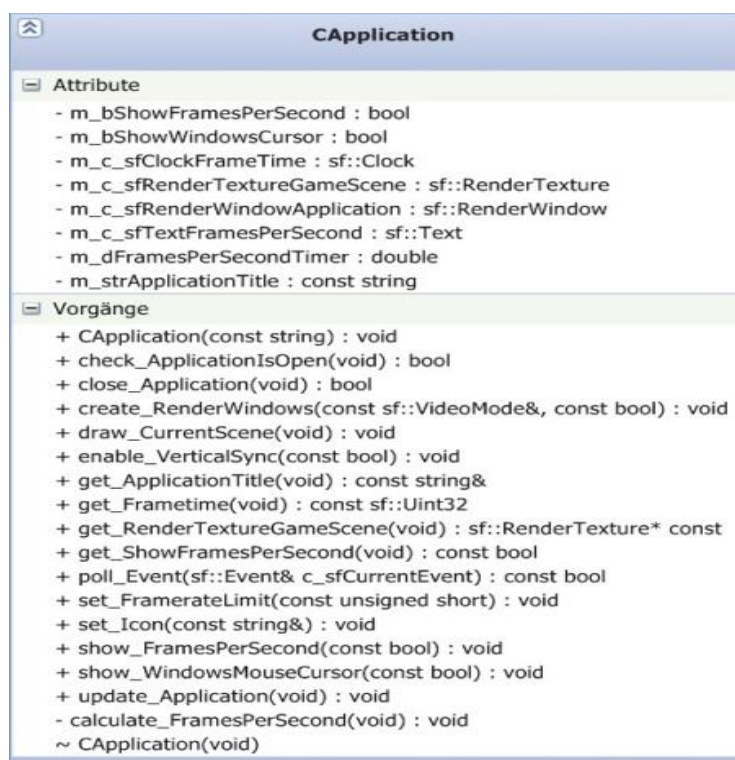 CApplication
Attribute
- m_bShowFramesPerSecond : bool
- m_bShowWindowsCursor : bool
- m_c_sfClockFrameTime : sf::Clock
- m_c_sfRenderTextureGameScene : sf::RenderTexture
- m_c_sfRenderWindowApplication : sf::RenderWindow
- m_c_sfTextFramesPerSecond : sf::Text
- m_dFramesPerSecondTimer : double
- m_strApplicationTitle : const string
Vorgänge
+ CApplication(const string) : void
+ check_ApplicationIsOpen(void) : bool
+ close_Application(void) : bool
+ create_RenderWindows(const sf::VideoMode&, const bool) : void
+ draw_CurrentScene(void) : void
+ enable_VerticalSync(const bool) : void
+ get_ApplicationTitle(void) : const string&
+ get_Frametime(void) : const sf::Uint32
+ get_RenderTextureGameScene(void) : sf::RenderTexture* const
+ get_ShowFramesPerSecond(void) : const bool
+ poll_Event(sf::Event& c_sfCurrentEvent) : const bool
+ set_FramerateLimit(const unsigned short) : void
+ set_Icon(const string&) : void
+ show_FramesPerSecond(const bool) : void
+ show_WindowsMouseCursor(const bool) : void
+ update_Application(void) : void
- calculate_FramesPerSecond(void) : void
~ CApplication(void)